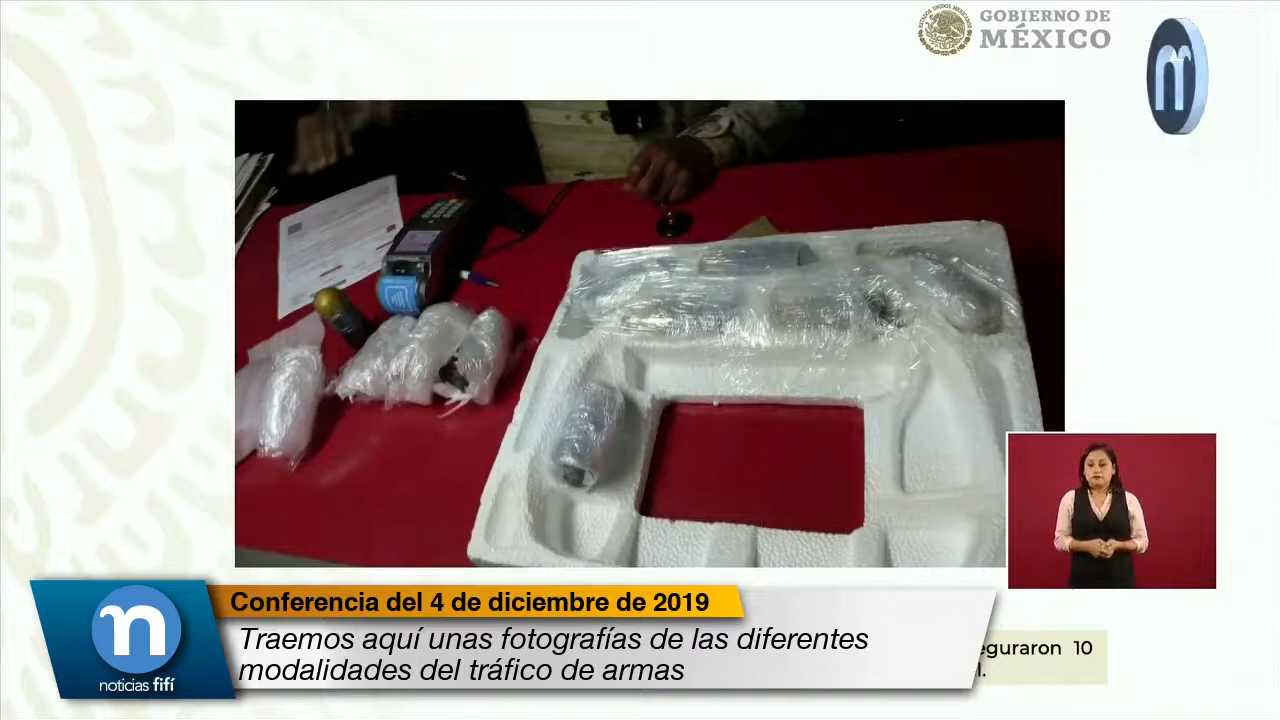 GOBIERNO DE
MÉXICO
Conferencia del 4 de diciembre de 2019
Traemos aquí unas fotografías de las diferentes
modalidades del tráfico de armas
n
noticias fifí
eguraron 10